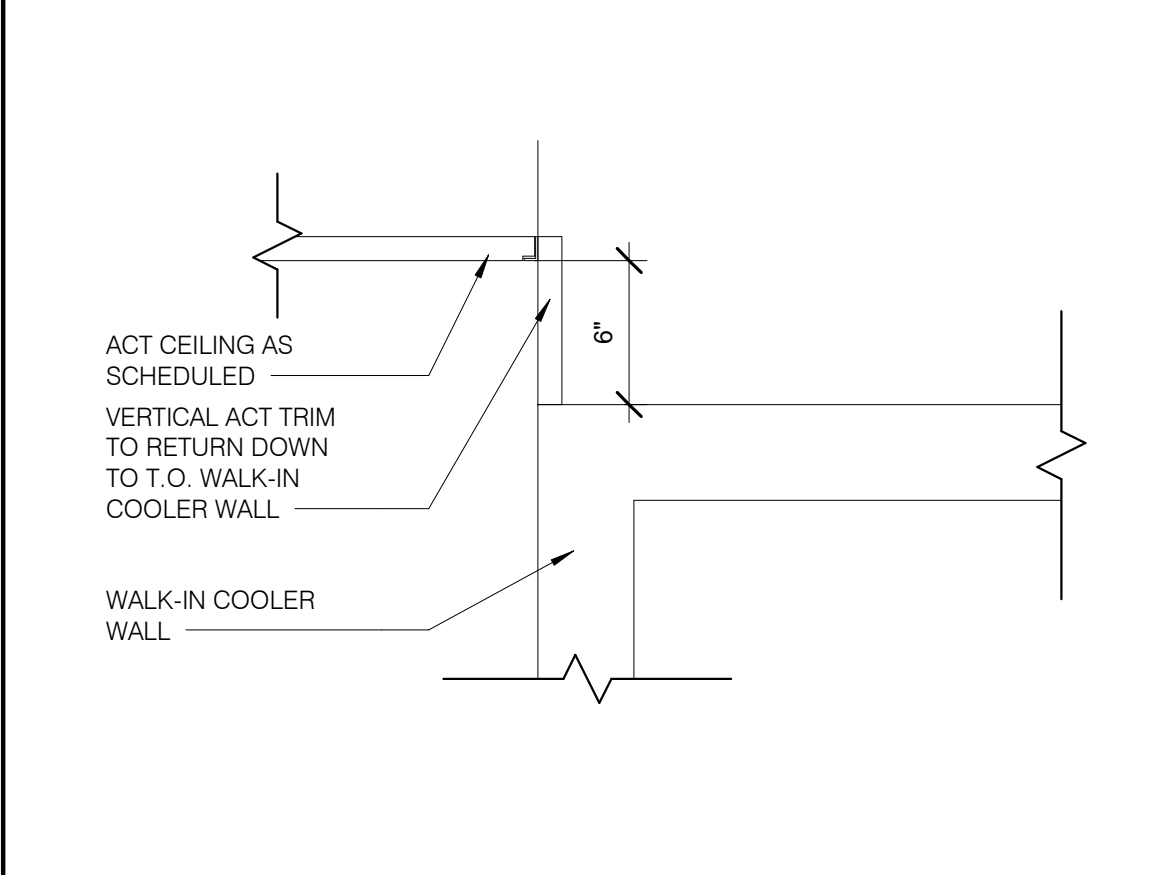 ACT CEILING AS
SCHEDULED
VERTICAL ACT TRIM
TO RETURN DOWN
TO T.O. WALK-IN
COOLER WALL
WALK-IN COOLER
WALL
6"